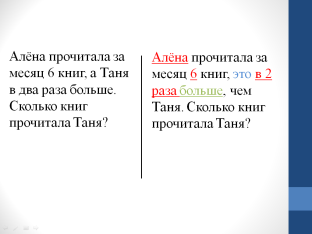 Алёна прочитала за
месяц 6 книг, а Таня
в два раза больше.
Сколько книг
прочитала Таня?
Алёна прочитала за
месяц 6 книг, это в 2
раза больше, чем
Таня. Сколько книг
прочитала Таня?